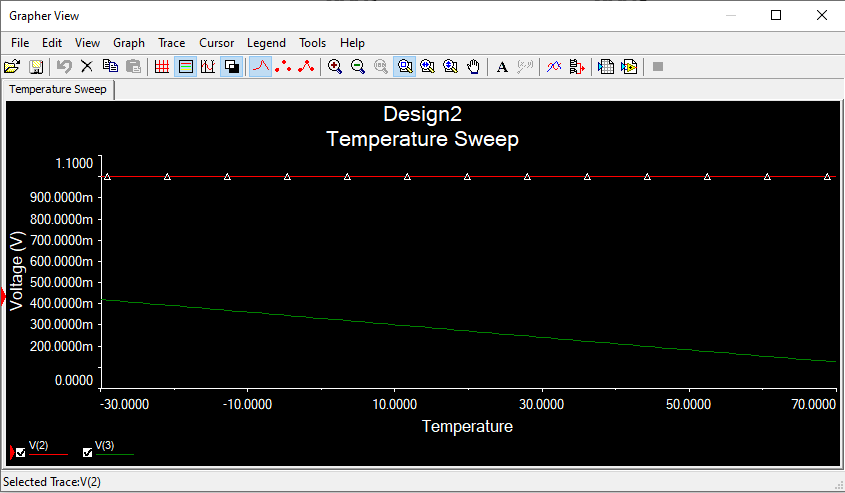 Grapher View
File Edit View Graph Trace Cursor Legend Tools Help
A
Temperature Sweep
Design2
Temperature Sweep
Voltage (V)
1.1000
900.0000m
800.0000m
700.0000m
600.0000m
500.0000m
400.0000m
300.0000m
200.0000m
0.0000
-30.0000 -10.0000 10.0000 30.0000 50.0000 70.0000
Temperature
V(2) V(3)
Selected Trace:V(2)